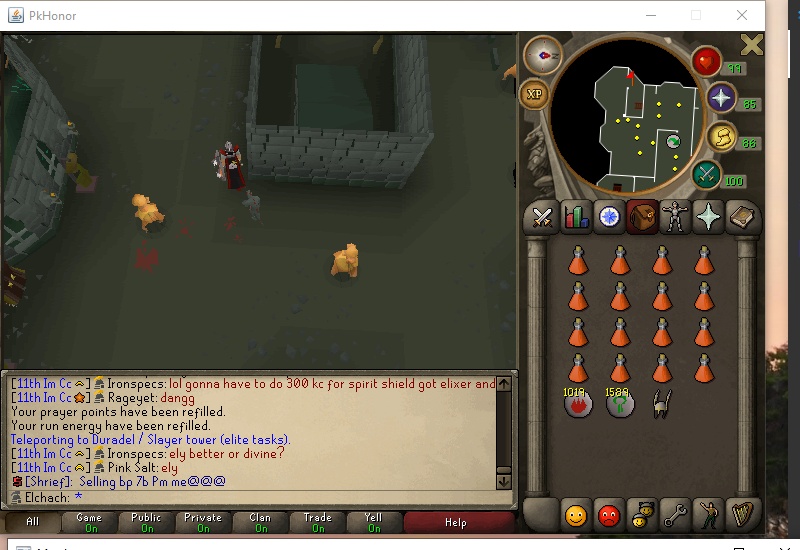 PkHonor
XP
99
85
86
100
1019
1589
[11th Im Cc] Ironspecs: lol gonna have to do 300 kc for spirit shield got elixer and
[11th Im Cc] Rageyet: dangg
Your prayer points have been refilled.
Your run energy have been refilled.
Teleporting to Duradel / Slayer tower (elite tasks).
[11th Im Cc] Ironspecs: ely better or divine?
[11th Im Cc] Pink Salt: ely
[Shrief]: Selling bp 7b Pm me@@@
Elchach: *
All
Game On
Public On
Private On
Clan On
Trade On
Yell On
Help